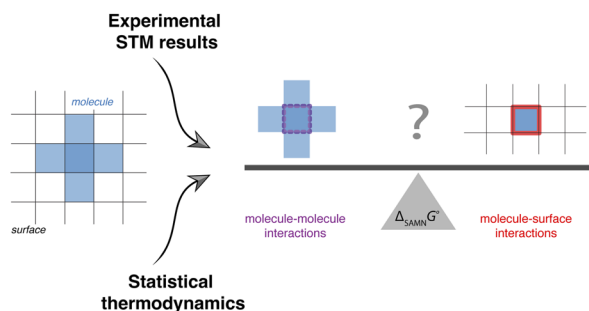 Experimental
STM results
molecule
surface
?
molecule-molecule
interactions
Δ_SAMN G°
molecule-surface
interactions
Statistical
thermodynamics